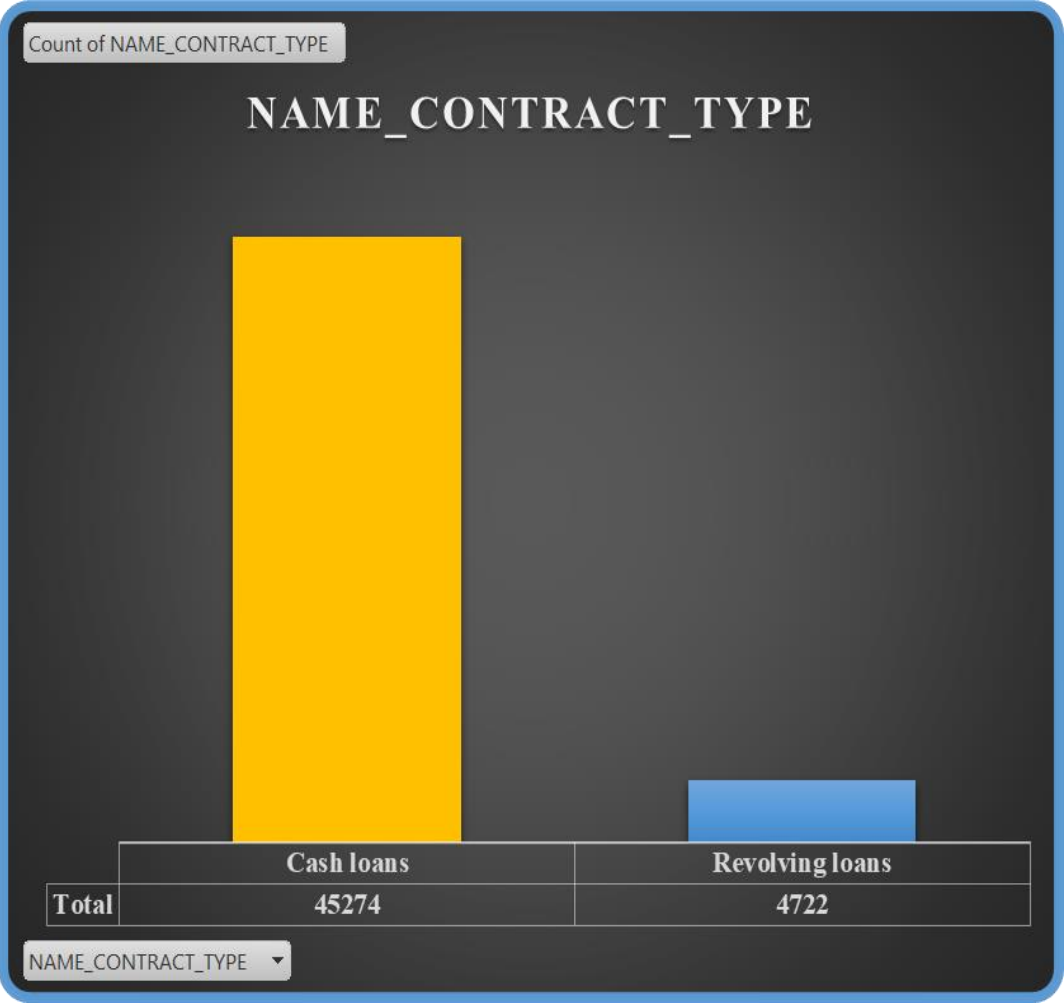 Count of NAME_CONTRACT_TYPE
NAME_CONTRACT_TYPE
Cash loans Revolving loans
Total 45274 4722
NAME_CONTRACT_TYPE